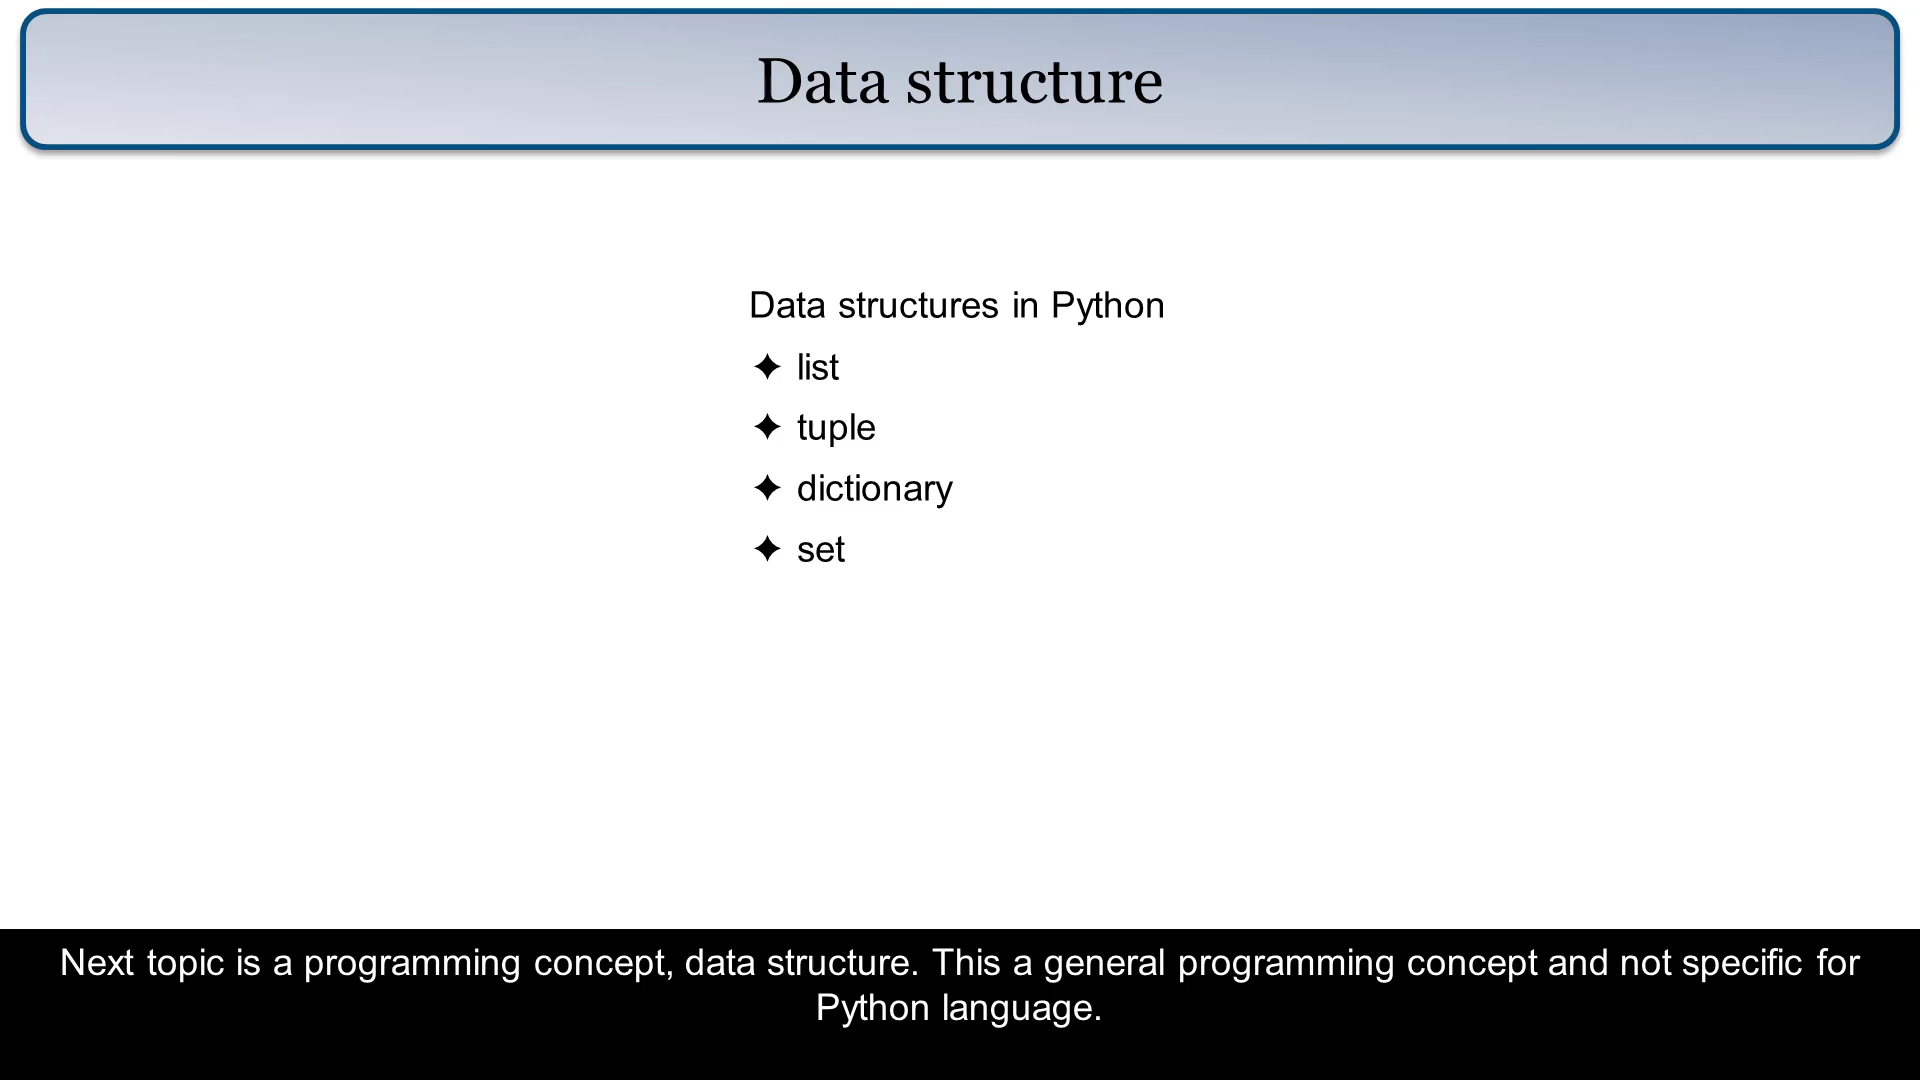 Data structure
Data structures in Python
✦ list
✦ tuple
✦ dictionary
✦ set
Next topic is a programming concept, data structure. This a general programming concept and not specific for
Python language.